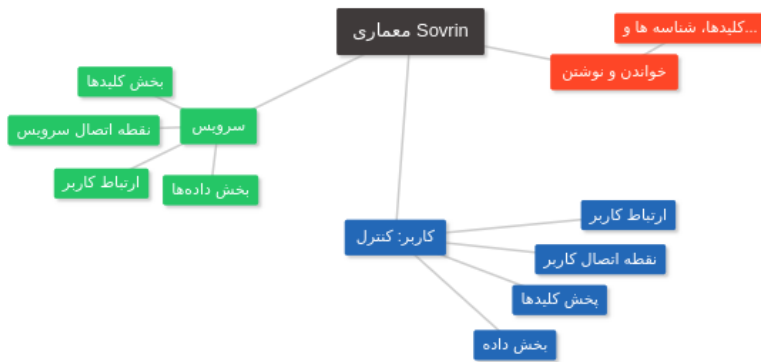 Sovrin معماری
...کلیدها، شناسه ها و
خواندن و نوشتن
سرویس
بخش کلیدها
نقطه اتصال سرویس
ارتباط کاربر
بخش داده‌ها
کاربر: کنترل
ارتباط کاربر
نقطه اتصال کاربر
پخش کلیدها
بخش داده